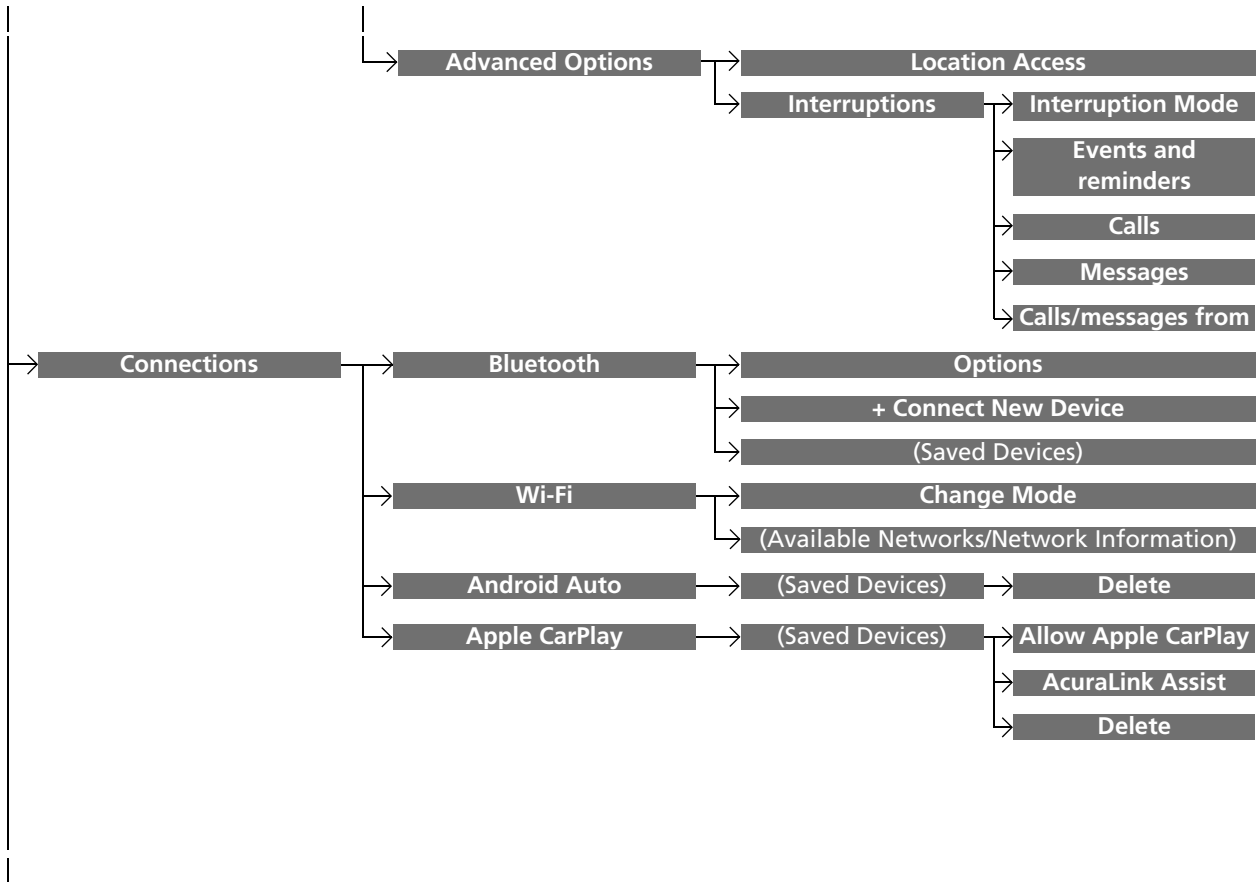 Advanced Options
Location Access
Interruptions
Interruption Mode
Events and
reminders
Calls
Messages
Calls/messages from
Connections
Bluetooth
Options
+ Connect New Device
(Saved Devices)
Wi-Fi
Change Mode
(Available Networks/Network Information)
Android Auto
(Saved Devices)
Delete
Apple CarPlay
(Saved Devices)
Allow Apple CarPlay
AcuraLink Assist
Delete